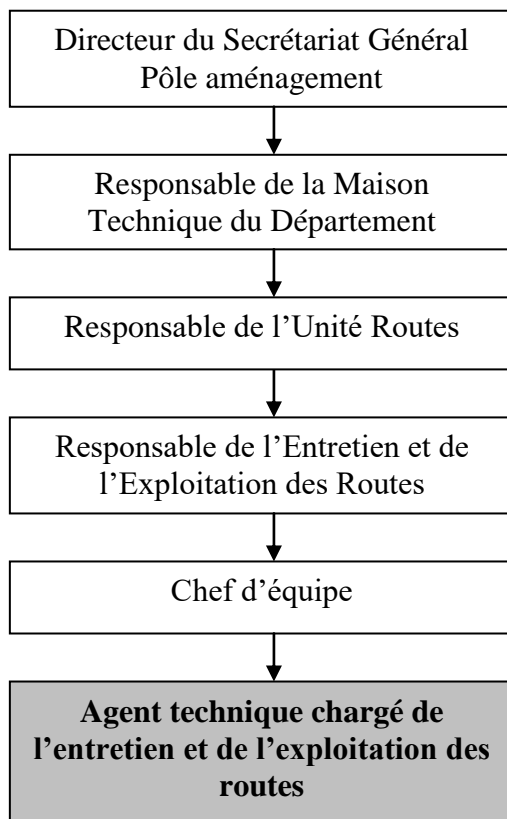 Directeur du Secrétariat Général
Pôle aménagement
Responsable de la Maison
Technique du Département
Responsable de l’Unité Routes
Responsable de l’Entretien et de
l’Exploitation des Routes
Chef d’équipe
Agent technique chargé de
l’entretien et de l’exploitation des
routes